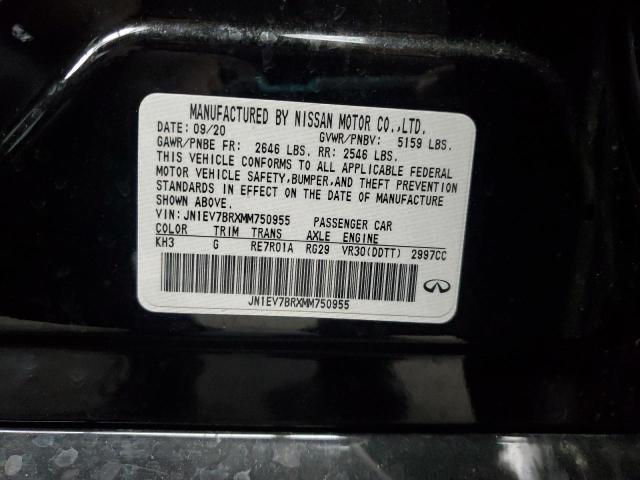 MANUFACTURED BY NISSAN MOTOR CO.,LTD.
DATE: 09/20 GVWR/PNBV: 5159 LBS.
GAWR/PNBE FR: 2646 LBS. RR: 2546 LBS.
THIS VEHICLE CONFORMS TO ALL APPLICABLE FEDERAL
MOTOR VEHICLE SAFETY,BUMPER,AND THEFT PREVENTION
STANDARDS IN EFFECT ON THE DATE OF MANUFACTURE
SHOWN ABOVE.
VIN: JN1EV7BRXMM750955 PASSENGER CAR
COLOR TRIM TRANS AXLE ENGINE
KH3 G RE7R01A RG29 VR30(DDTT) 2997CC
JN1EV7BRXMM750955